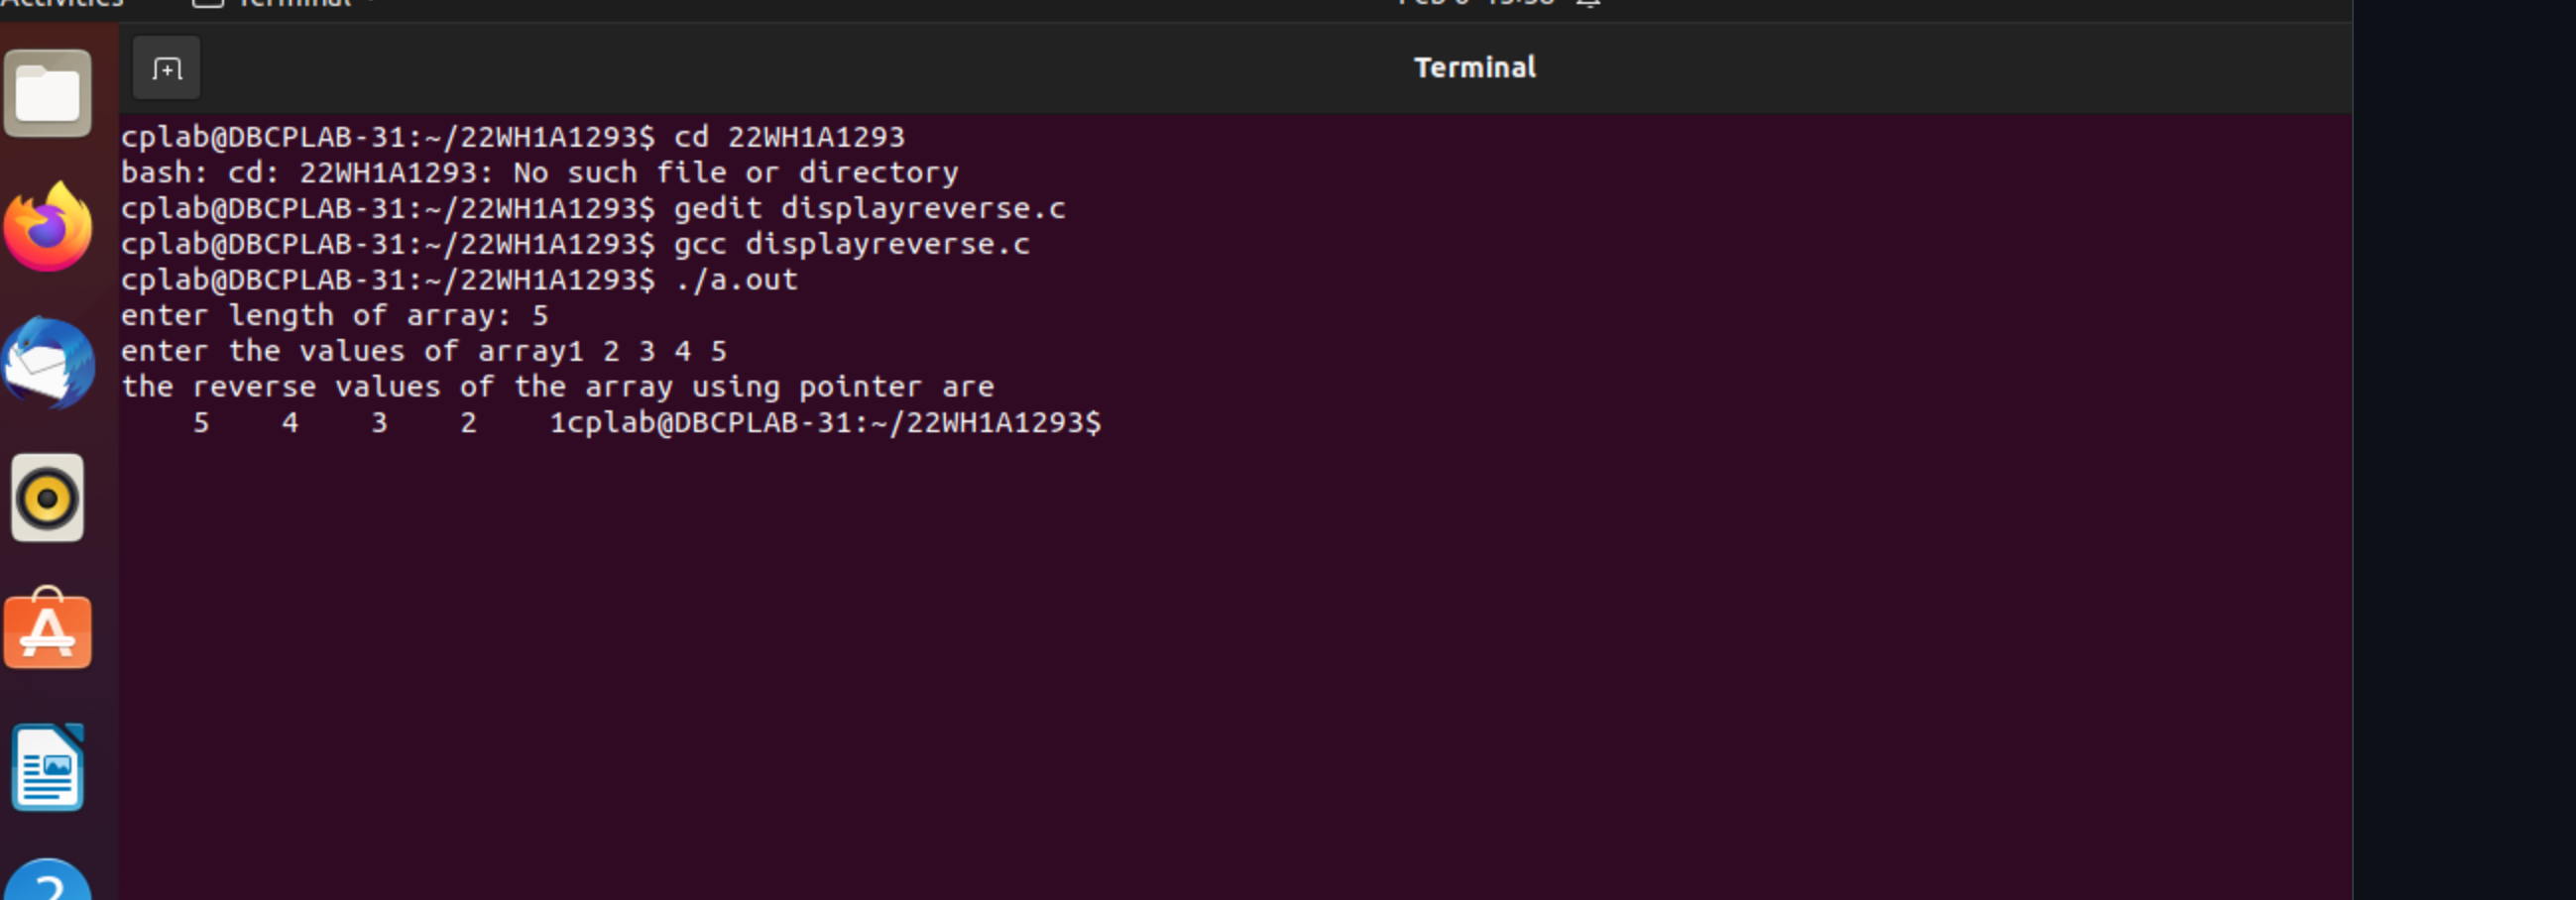 Activities Terminal
Terminal
cplab@DBCPLAB-31:~/22WH1A1293$ cd 22WH1A1293
bash: cd: 22WH1A1293: No such file or directory
cplab@DBCPLAB-31:~/22WH1A1293$ gedit displayreverse.c
cplab@DBCPLAB-31:~/22WH1A1293$ gcc displayreverse.c
cplab@DBCPLAB-31:~/22WH1A1293$ ./a.out
enter length of array: 5
enter the values of array1 2 3 4 5
the reverse values of the array using pointer are
    5    4    3    2    1cplab@DBCPLAB-31:~/22WH1A1293$